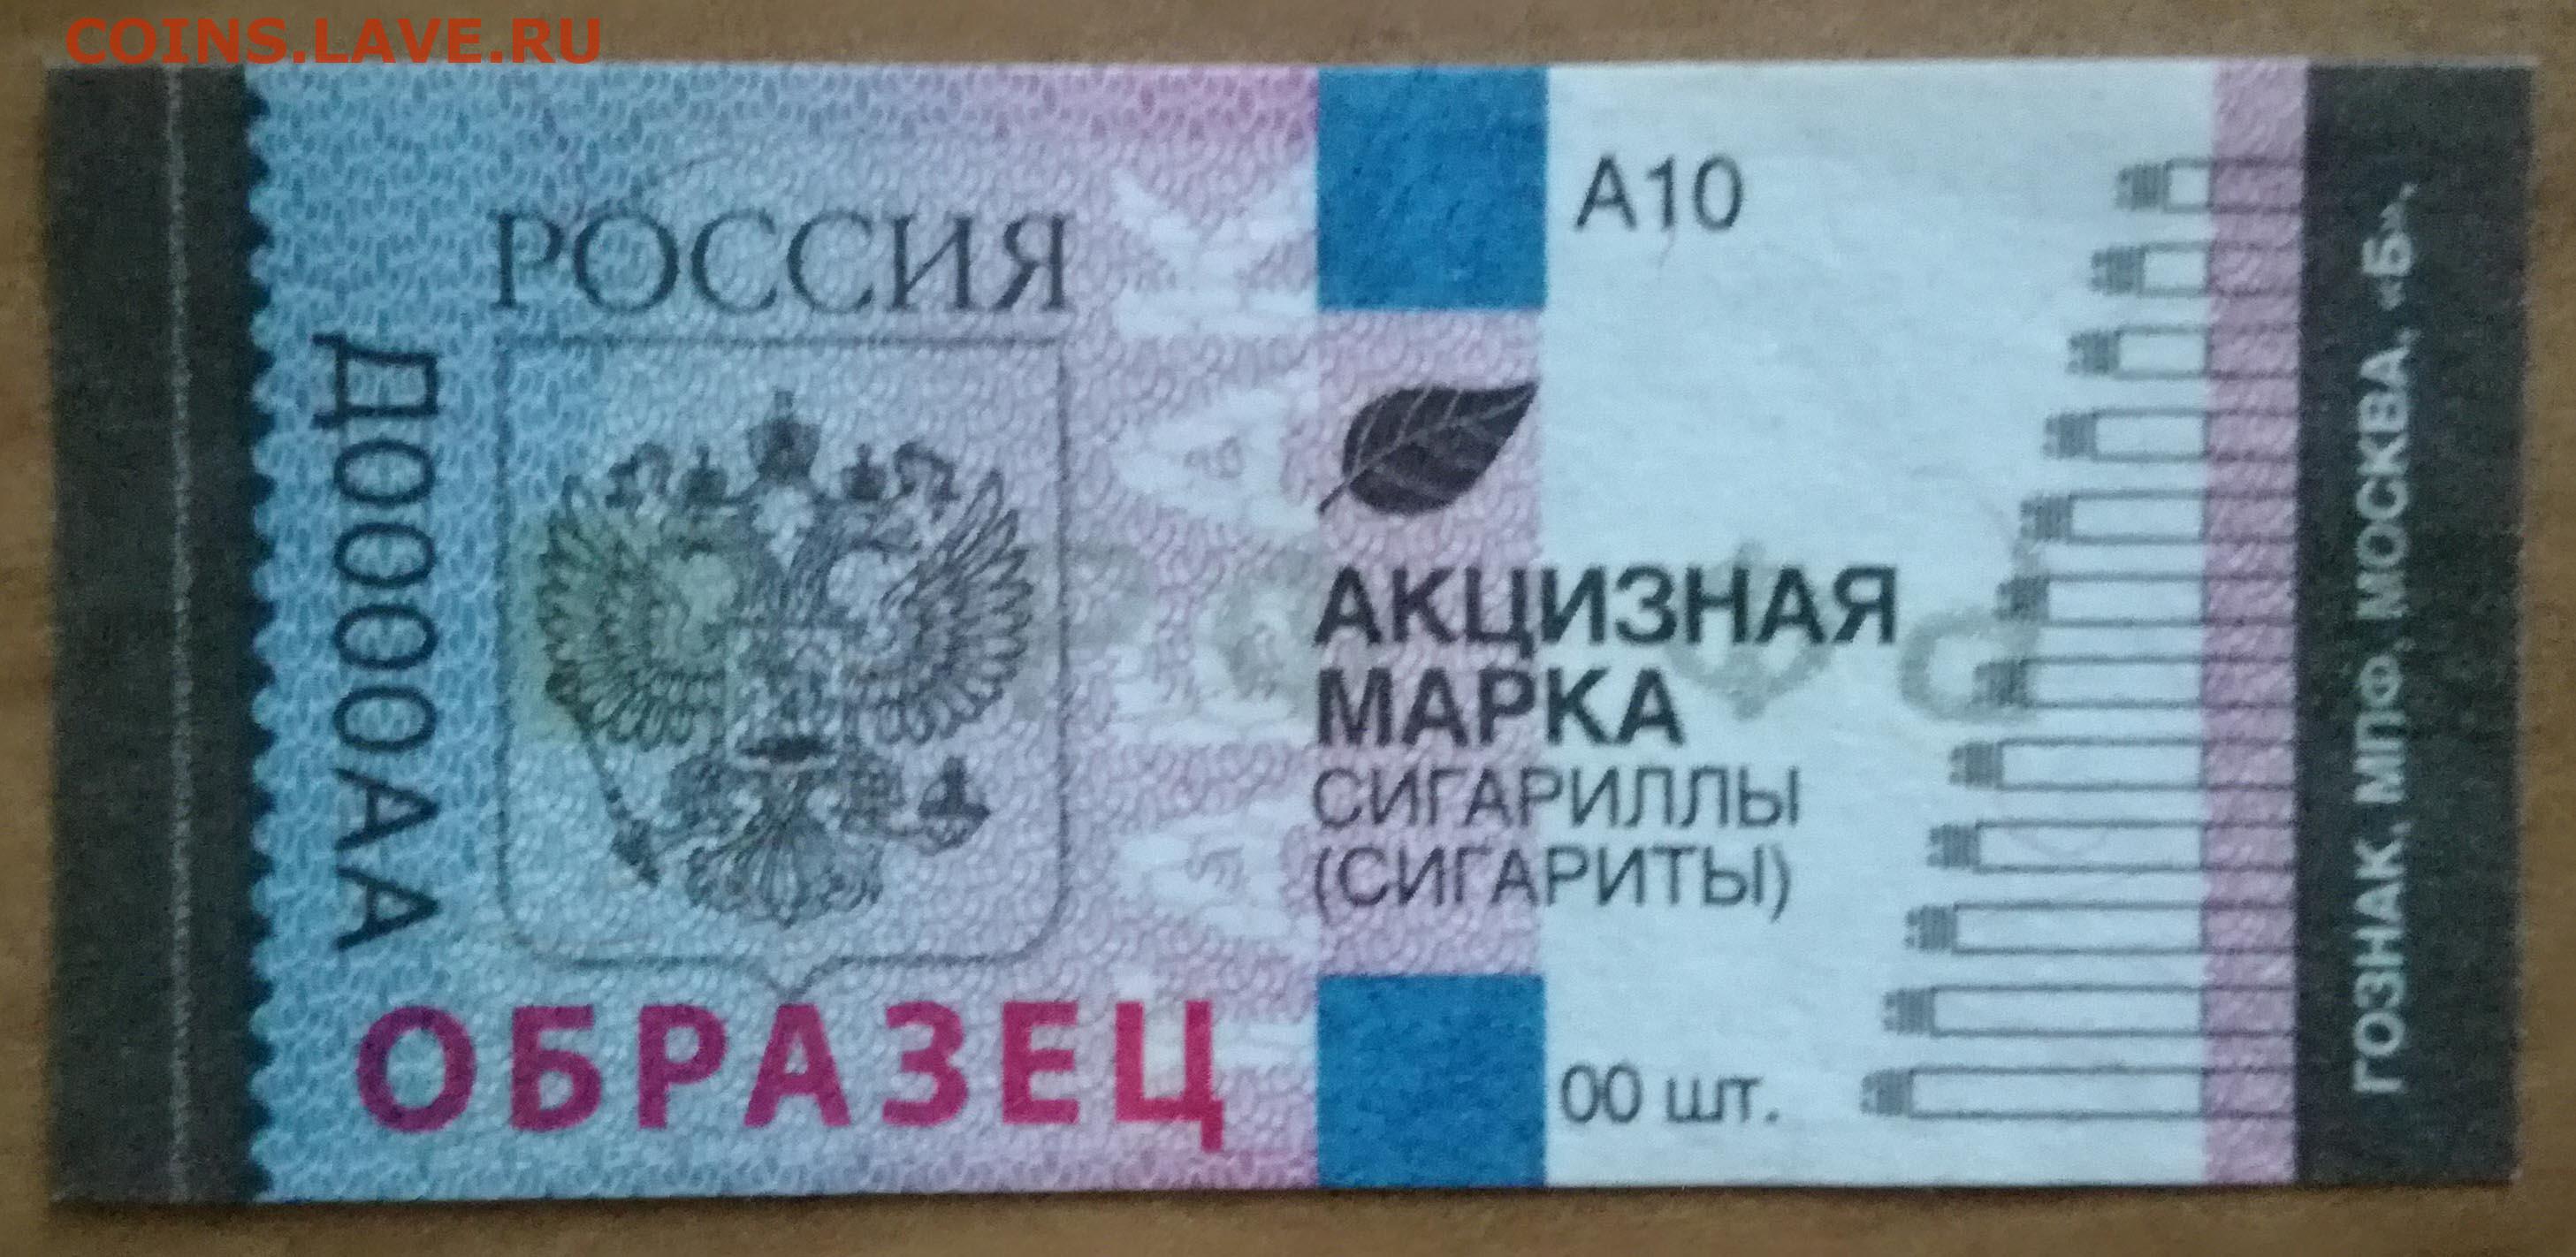 COINS.LAVE.RU
РОССИЯ
Д0000АА
ОБРАЗЕЦ
А10
АКЦИЗНАЯ
МАРКА
СИГАРИЛЛЫ
(СИГАРИТЫ)
00 шт.
ГОЗНАК. МПФ. МОСКВА. «Б».